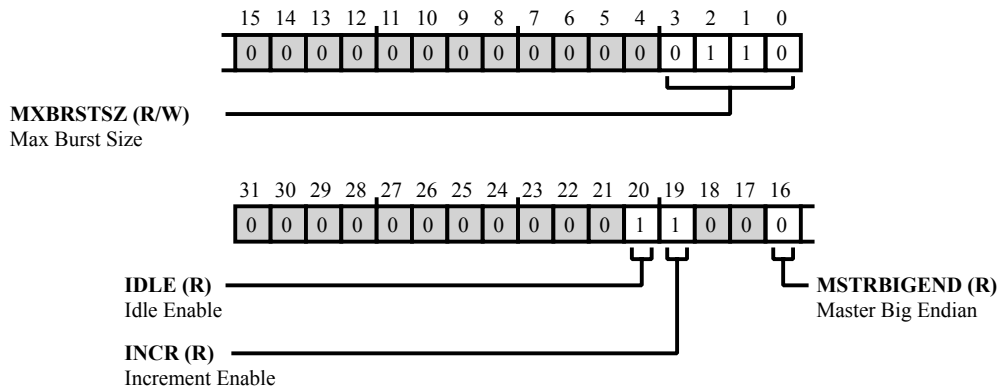 15 14 13 12 11 10 9 8 7 6 5 4 3 2 1 0
0 0 0 0 0 0 0 0 0 0 0 0 0 1 1 0
MXBRSTSZ (R/W)
Max Burst Size
31 30 29 28 27 26 25 24 23 22 21 20 19 18 17 16
0 0 0 0 0 0 0 0 0 0 0 1 1 0 0 0
IDLE (R)
Idle Enable
MSTRBIGEND (R)
Master Big Endian
INCR (R)
Increment Enable